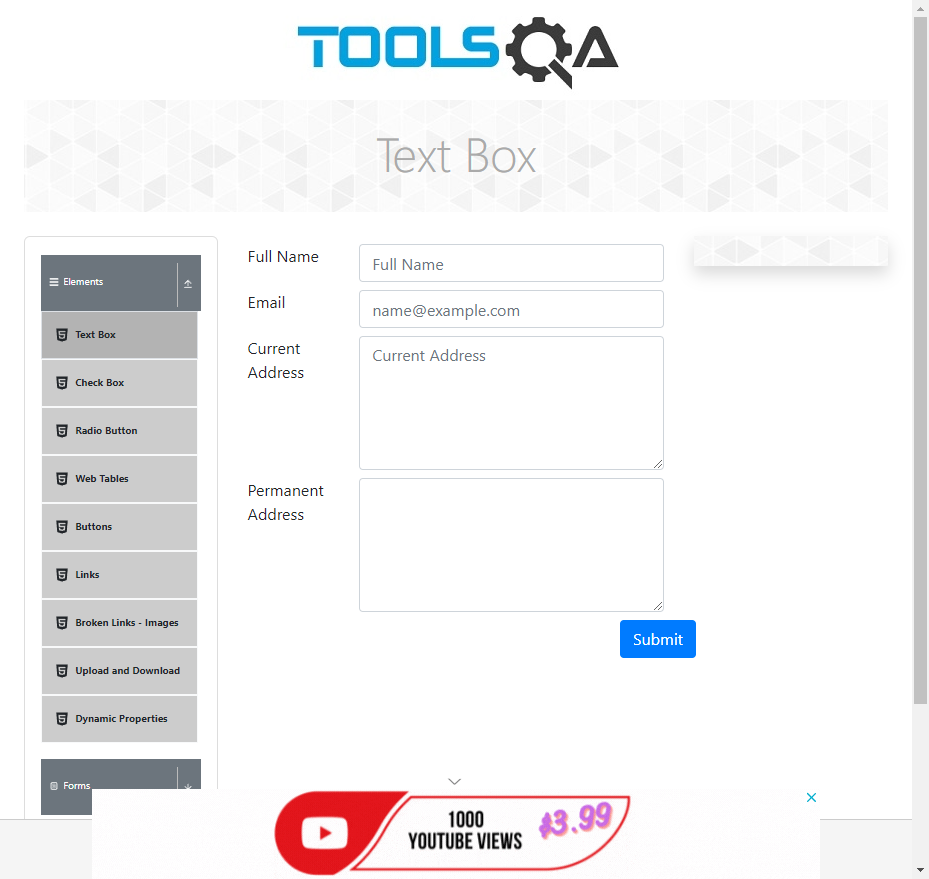 TOOLSQA
Text Box
Elements
Text Box
Check Box
Radio Button
Web Tables
Buttons
Links
Broken Links - Images
Upload and Download
Dynamic Properties
Forms
Full Name
Full Name
Email
name@example.com
Current
Address
Current Address
Permanent
Address
Submit
1000
YOUTUBE VIEWS
$3.99